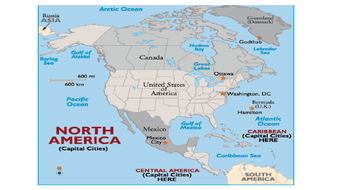 Arctic Ocean
Russia
ASIA
Greenland
(Denmark)
Godthab
Bering
Sea
Gulf of
Alaska
Hudson
Bay
Labrador
Sea
Canada
Great
Lakes
Ottawa
600 mi
600 km
United States
of
America
Washington, DC
Pacific
Ocean
Bermuda
(U.K.)
Hamilton
Atlantic
Ocean
NORTH
AMERICA
(Capital Cities)
Mexico
Mexico
City
Gulf of
Mexico
CARIBBEAN
(Capital Cities)
HERE
Caribbean Sea
CENTRAL AMERICA
(Capital Cities)
HERE
SOUTH
AMERICA